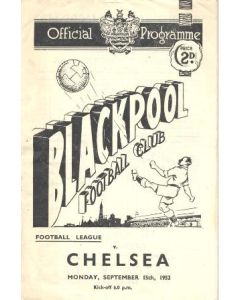 Official Programme
PRICE
2D.
BLACKPOOL
FOOTBALL CLUB
FOOTBALL LEAGUE
v.
CHELSEA
MONDAY, SEPTEMBER 15th, 1952
Kick-off 6.0 p.m.